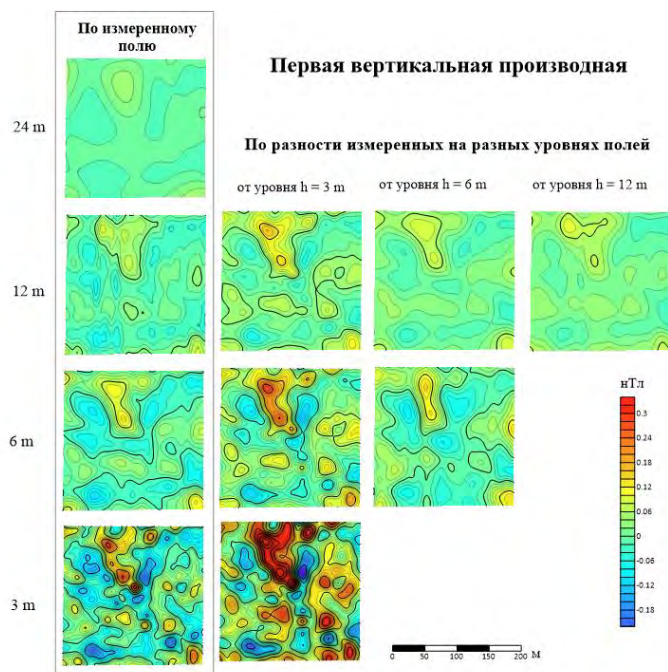 По измеренному
полю
Первая вертикальная производная
По разности измеренных на разных уровнях полей
от уровня h = 3 m
от уровня h = 6 m
от уровня h = 12 m
24 m
12 m
6 m
3 m
нТл
0.3
0.24
0.18
0.12
0.06
0
-0.06
-0.12
-0.18
0 50 100 150 200 м